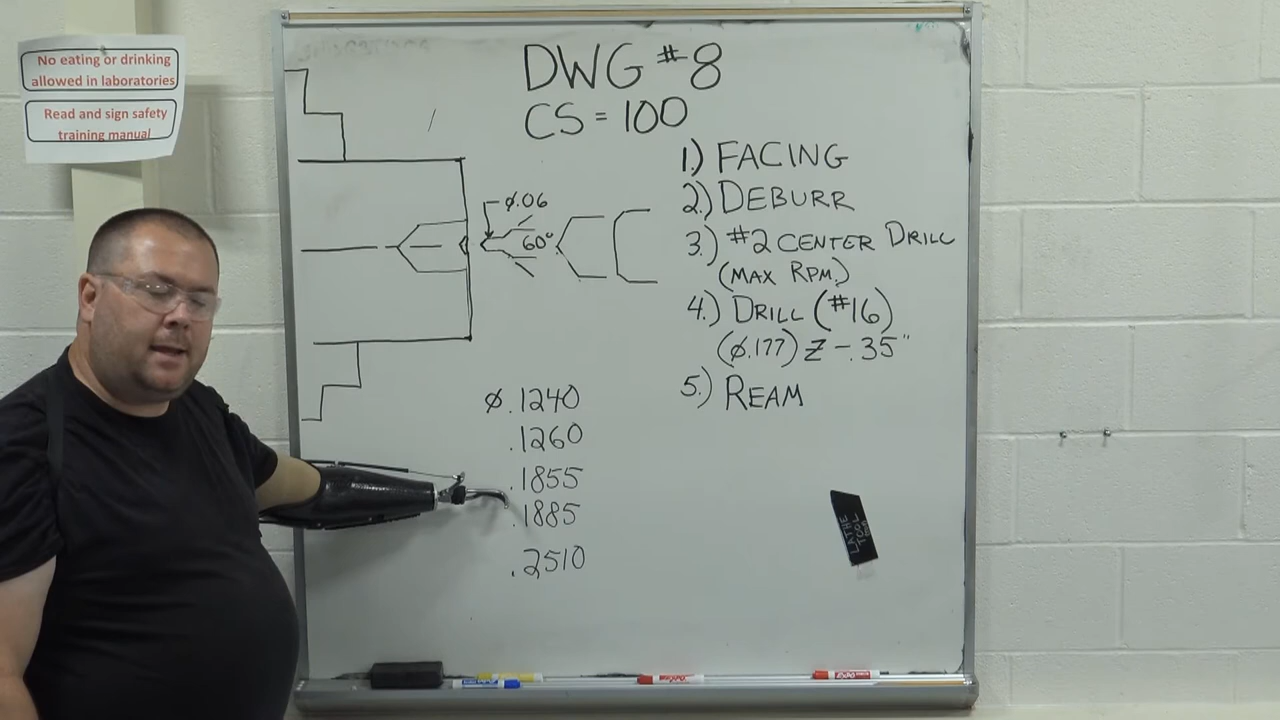 No eating or drinking
allowed in laboratories
Read and sign safety
training manual
DWG #8
CS = 100
1.) FACING
2.) DEBURR
3.) #2 CENTER DRILL
(MAX RPM.)
4.) DRILL (#16)
(Ø.177) Z -.35"
5.) REAM
Ø.06
60°
Ø.1240
.1260
.1855
.1885
.2510
LATHE
TOOL